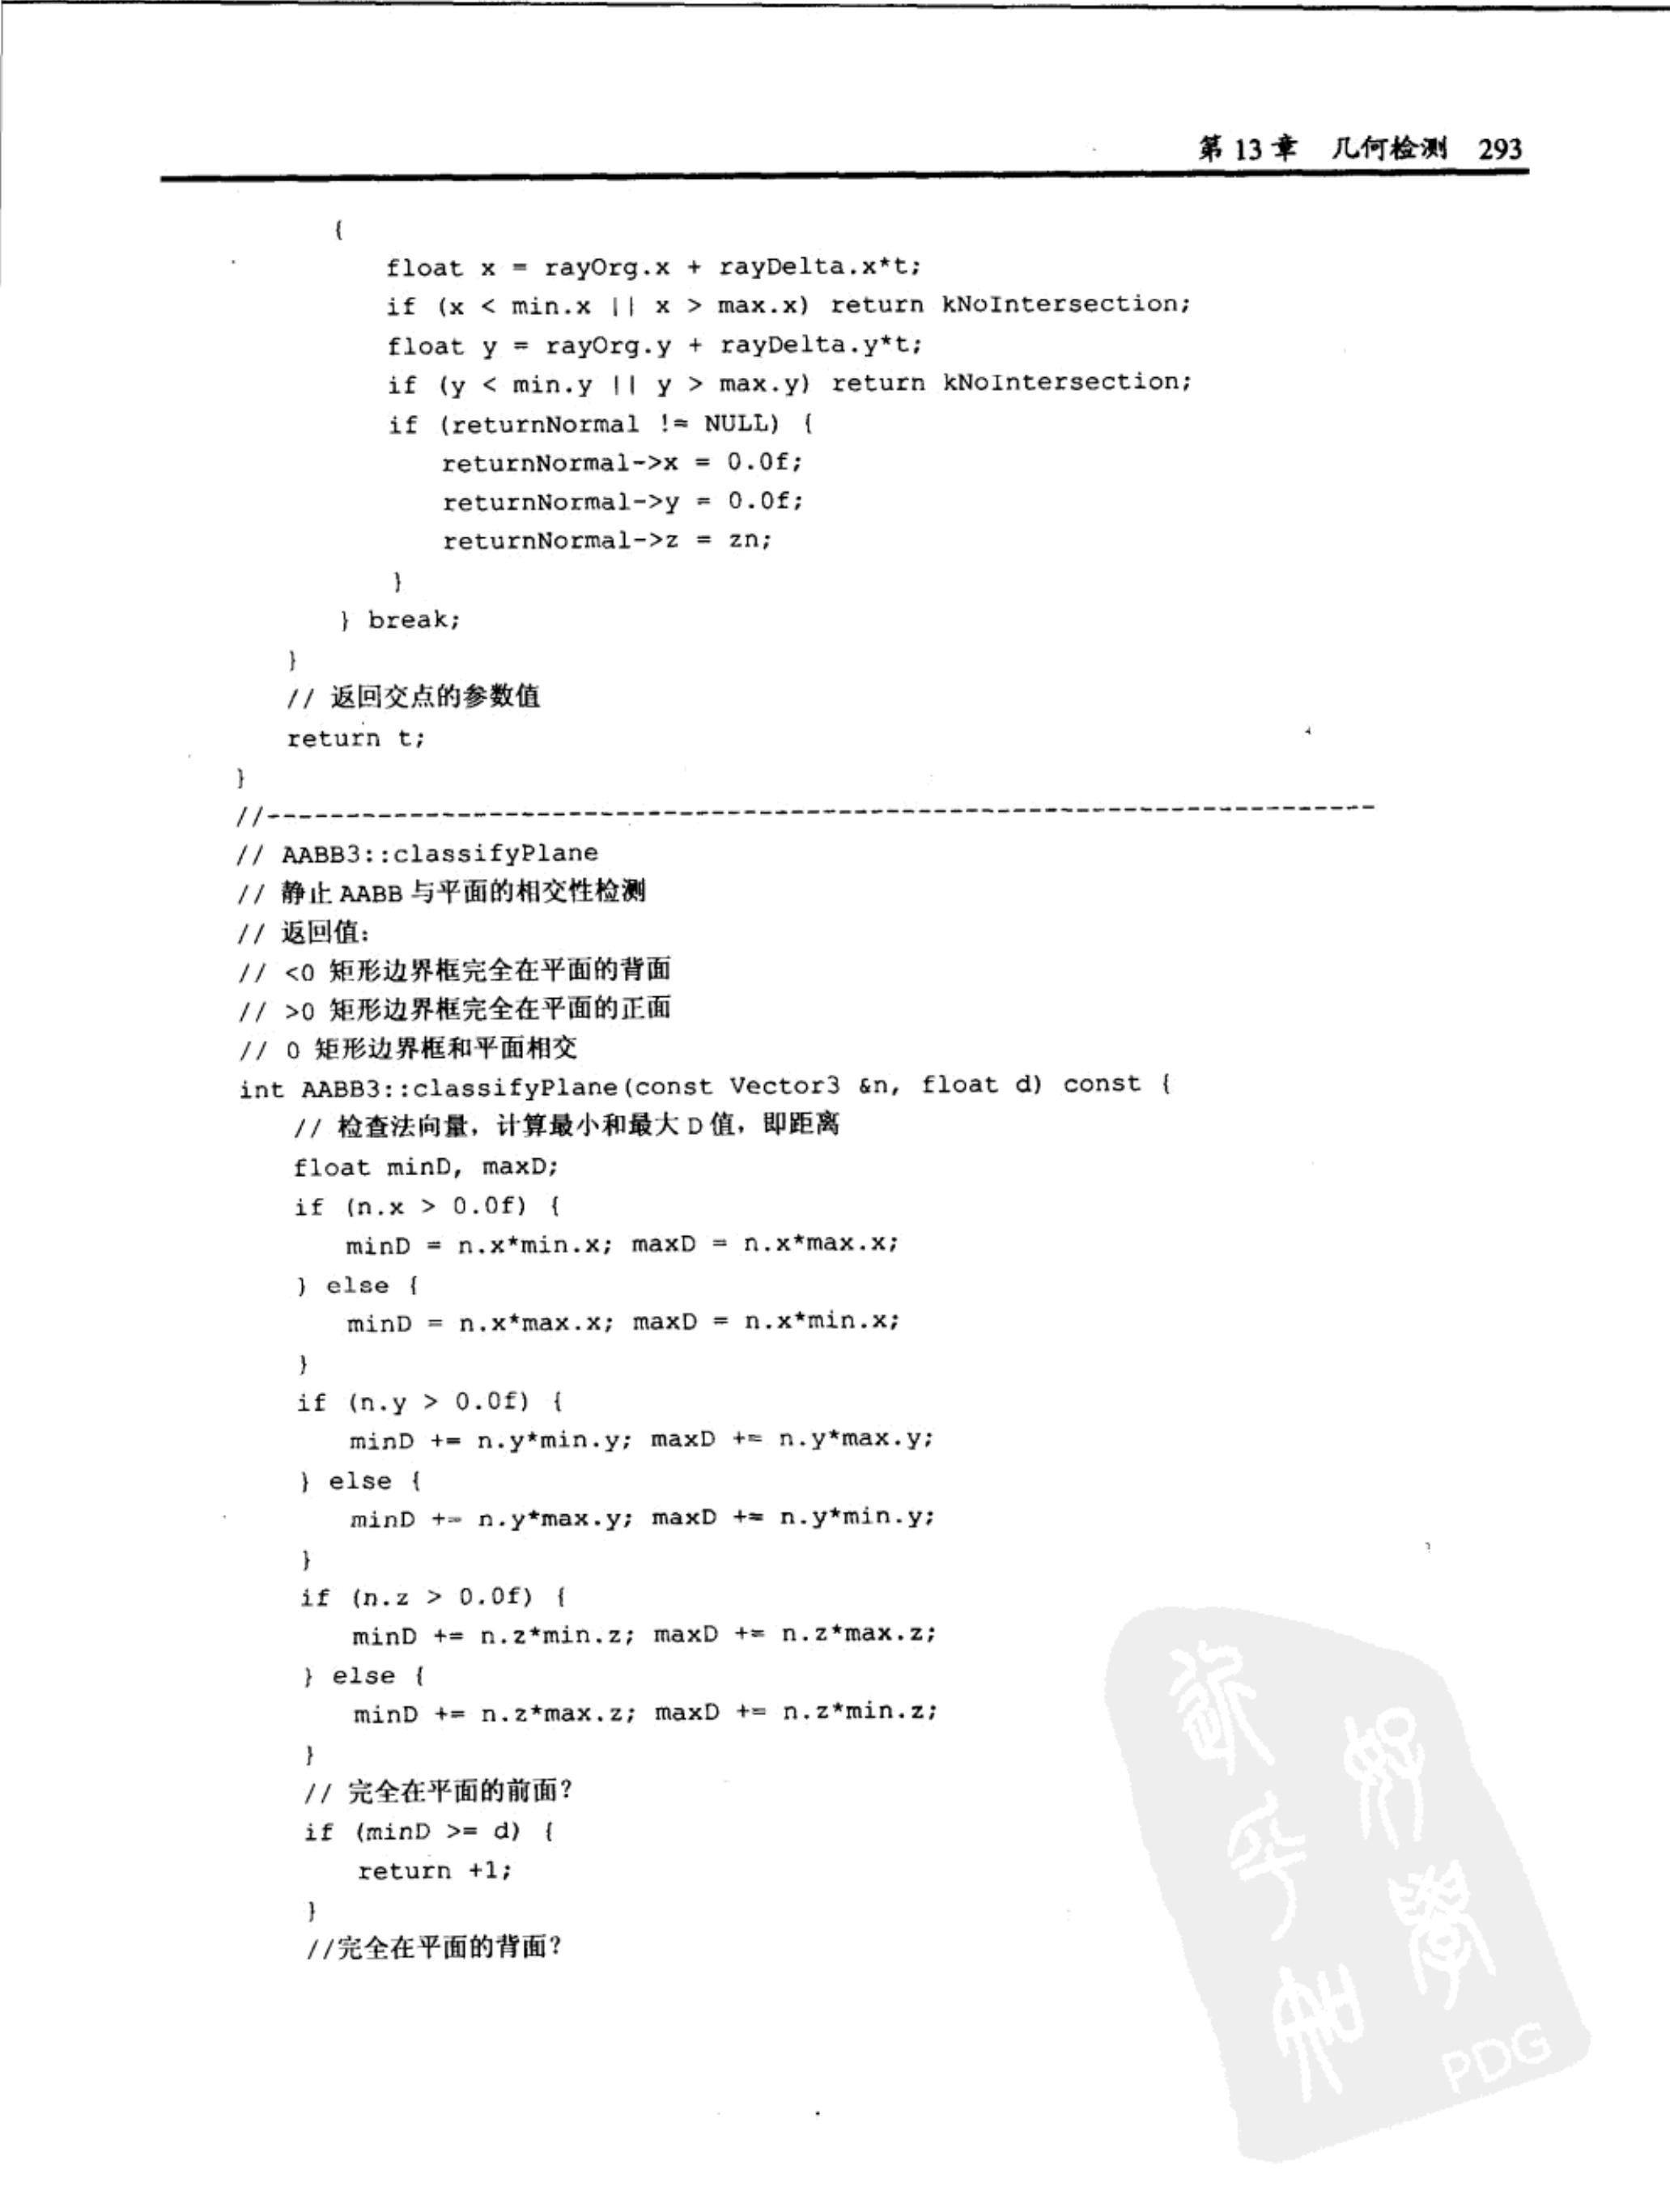 第 13 章 几何检测 293
{
float x = rayOrg.x + rayDelta.x*t;
if (x < min.x || x > max.x) return kNoIntersection;
float y = rayOrg.y + rayDelta.y*t;
if (y < min.y || y > max.y) return kNoIntersection;
if (returnNormal != NULL) {
returnNormal->x = 0.0f;
returnNormal->y = 0.0f;
returnNormal->z = zn;
}
} break;
}
// 返回交点的参数值
return t;
}
//----------------------------------------------------------------------
// AABB3::classifyPlane
// 静止 AABB 与平面的相交性检测
// 返回值：
// <0 矩形边界框完全在平面的背面
// >0 矩形边界框完全在平面的正面
// 0 矩形边界框和平面相交
int AABB3::classifyPlane(const Vector3 &n, float d) const {
// 检查法向量，计算最小和最大 D 值，即距离
float minD, maxD;
if (n.x > 0.0f) {
minD = n.x*min.x; maxD = n.x*max.x;
} else {
minD = n.x*max.x; maxD = n.x*min.x;
}
if (n.y > 0.0f) {
minD += n.y*min.y; maxD += n.y*max.y;
} else {
minD += n.y*max.y; maxD += n.y*min.y;
}
if (n.z > 0.0f) {
minD += n.z*min.z; maxD += n.z*max.z;
} else {
minD += n.z*max.z; maxD += n.z*min.z;
}
// 完全在平面的前面？
if (minD >= d) {
return +1;
}
//完全在平面的背面？
PDG